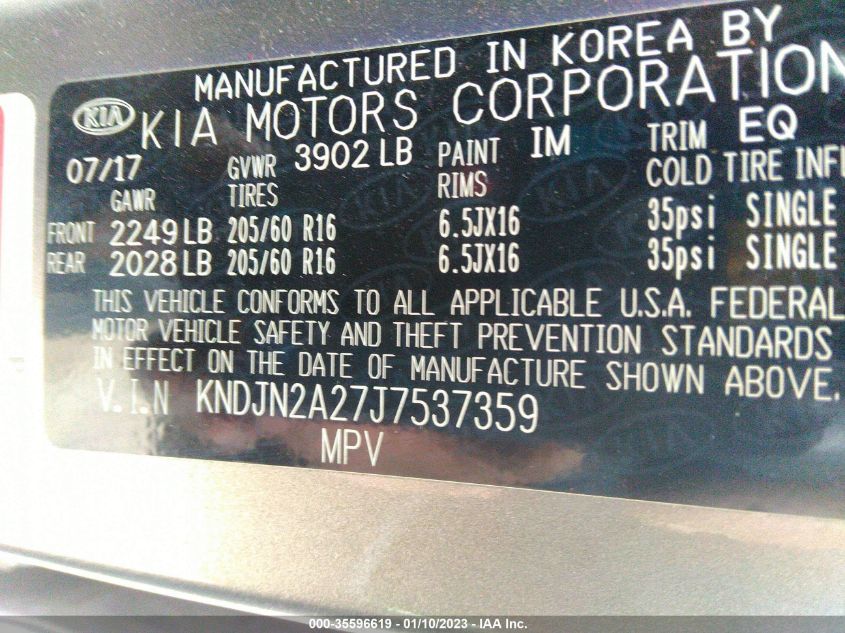 MANUFACTURED IN KOREA BY
KIA KIA MOTORS CORPORATION
07/17 GVWR 3902 LB PAINT IM TRIM EQ
GAWR TIRES RIMS COLD TIRE INFL
FRONT 2249 LB 205/60 R16 6.5JX16 35psi SINGLE
REAR 2028 LB 205/60 R16 6.5JX16 35psi SINGLE
THIS VEHICLE CONFORMS TO ALL APPLICABLE U.S.A. FEDERAL
MOTOR VEHICLE SAFETY AND THEFT PREVENTION STANDARDS
IN EFFECT ON THE DATE OF MANUFACTURE SHOWN ABOVE.
V.I.N KNDJN2A27J7537359
MPV
000-35596619 - 01/10/2023 - IAA Inc.